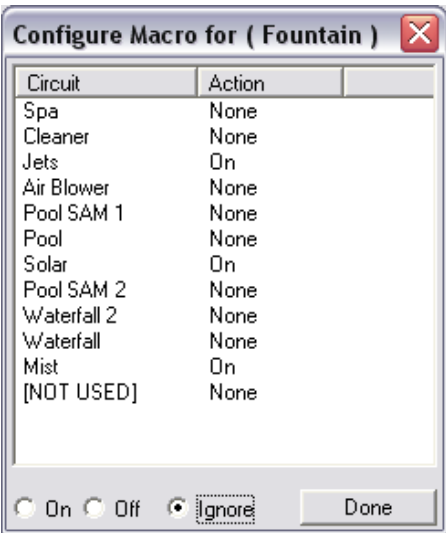 Configure Macro for ( Fountain )
Circuit Action
Spa None
Cleaner None
Jets On
Air Blower None
Pool SAM 1 None
Pool None
Solar On
Pool SAM 2 None
Waterfall 2 None
Waterfall None
Mist On
[NOT USED] None
On Off Ignore Done